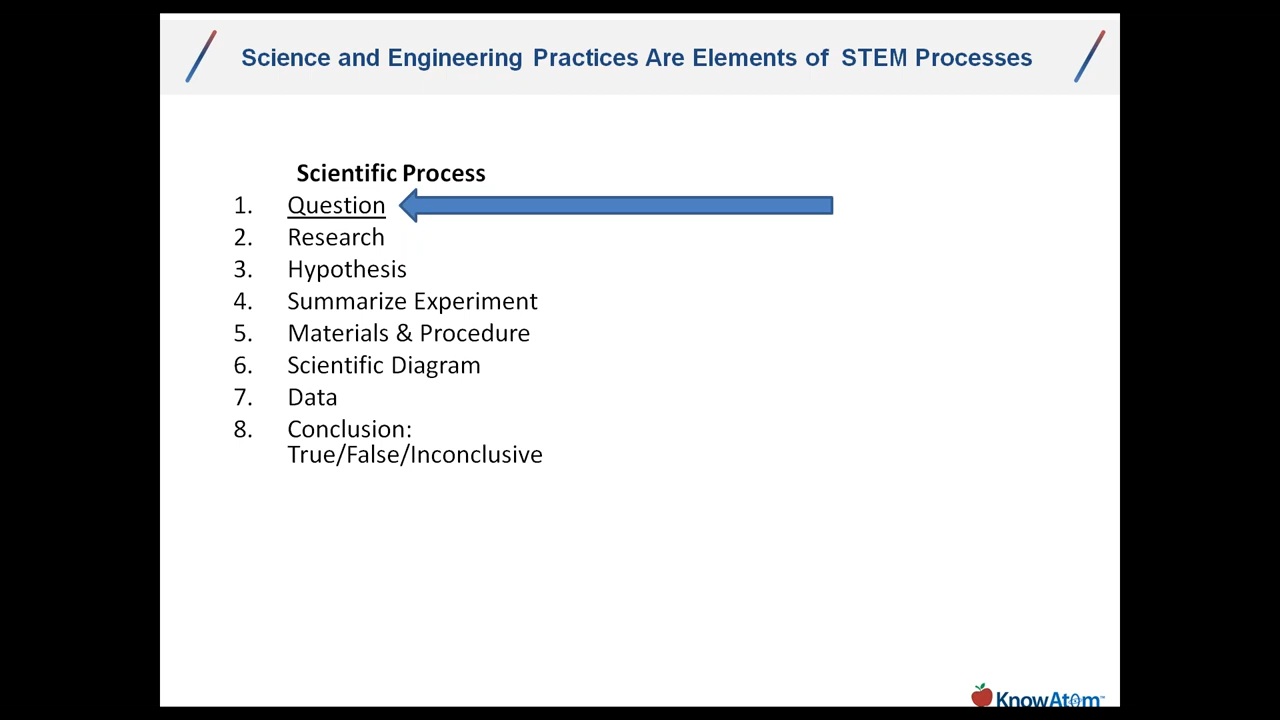 Science and Engineering Practices Are Elements of STEM Processes
Scientific Process
1. Question
2. Research
3. Hypothesis
4. Summarize Experiment
5. Materials & Procedure
6. Scientific Diagram
7. Data
8. Conclusion:
True/False/Inconclusive
KnowAtom™